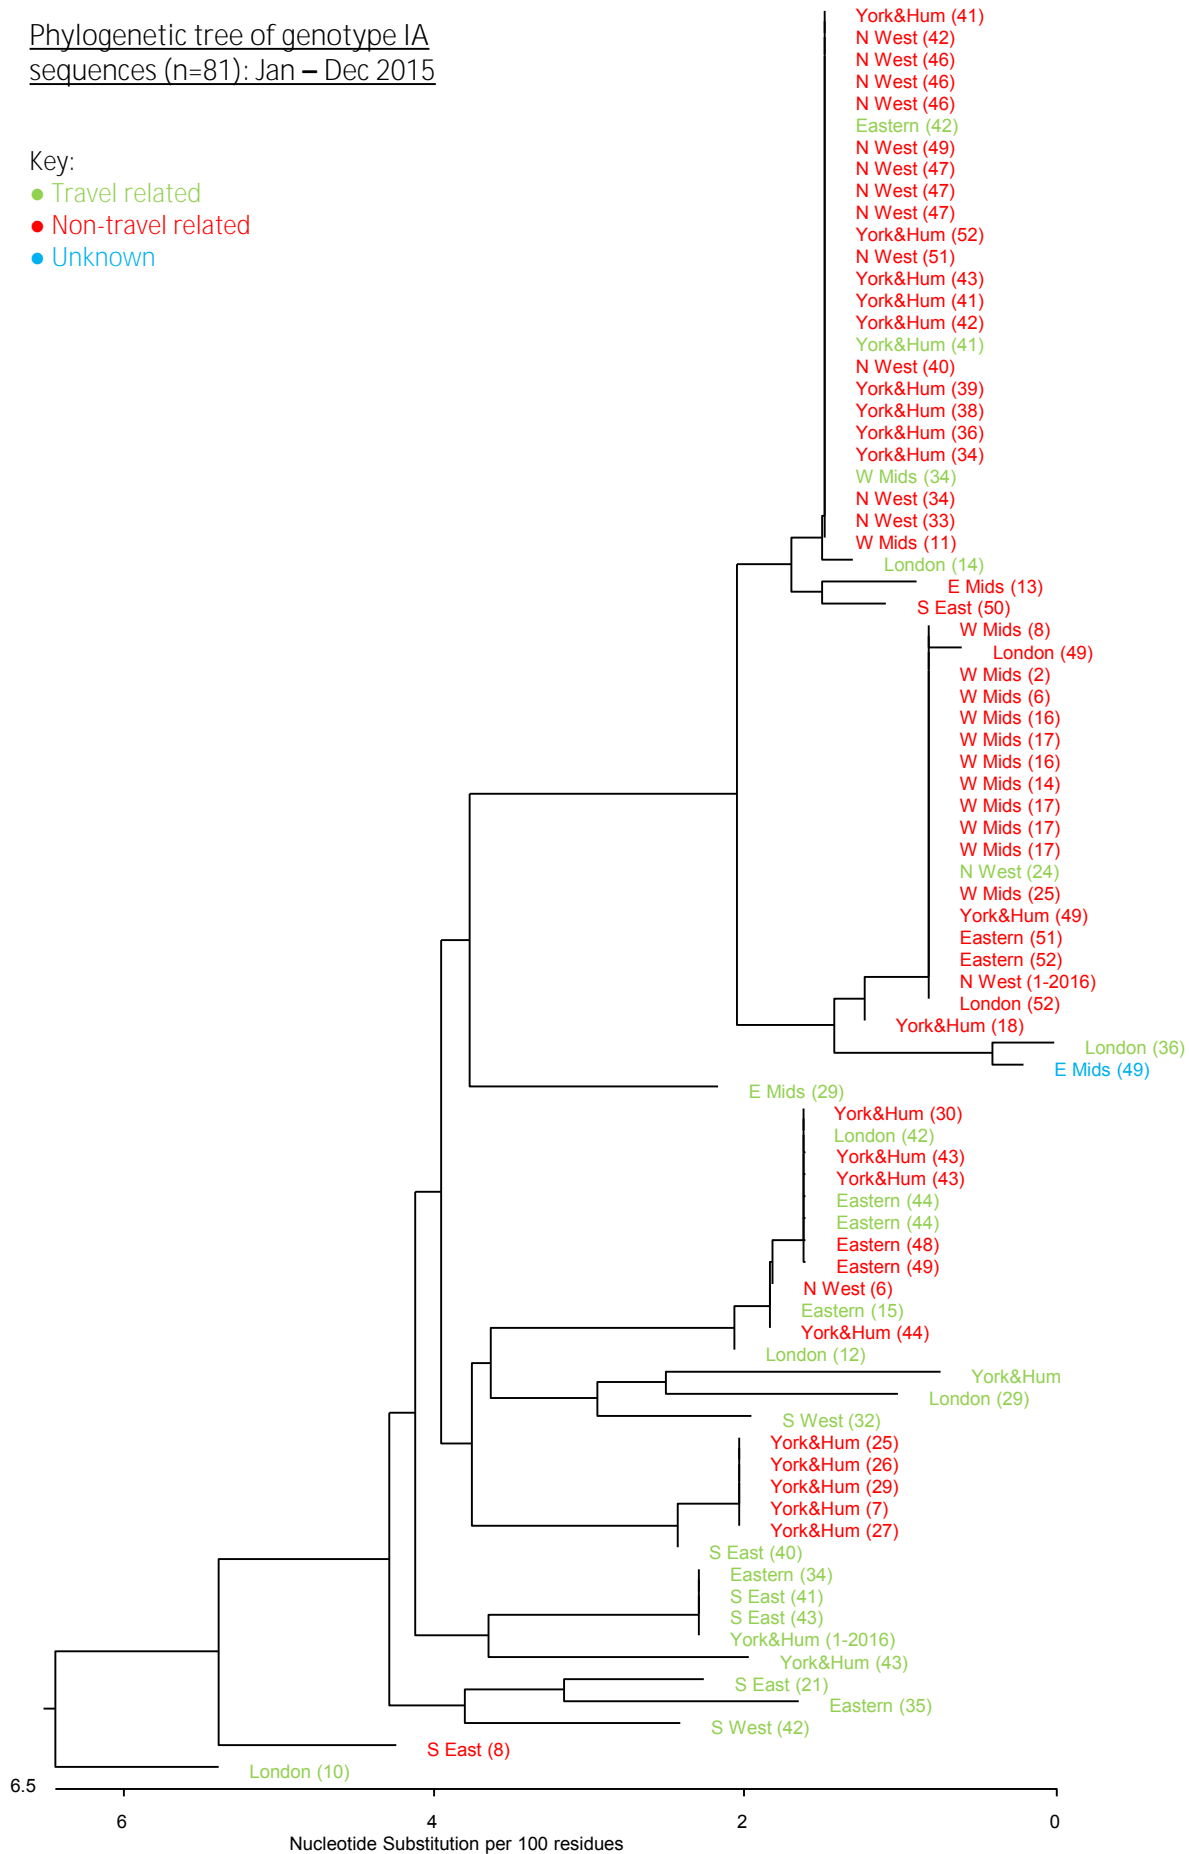 Phylogenetic tree of genotype IA
sequences (n=81): Jan – Dec 2015
Key:
● Travel related
● Non-travel related
● Unknown
York&Hum (41)
N West (42)
N West (46)
N West (46)
N West (46)
Eastern (42)
N West (49)
N West (47)
N West (47)
N West (47)
York&Hum (52)
N West (51)
York&Hum (43)
York&Hum (41)
York&Hum (42)
York&Hum (41)
N West (40)
York&Hum (39)
York&Hum (38)
York&Hum (36)
York&Hum (34)
W Mids (34)
N West (34)
N West (33)
W Mids (11)
London (14)
E Mids (13)
S East (50)
W Mids (8)
London (49)
W Mids (2)
W Mids (6)
W Mids (16)
W Mids (17)
W Mids (16)
W Mids (14)
W Mids (17)
W Mids (17)
W Mids (17)
N West (24)
W Mids (25)
York&Hum (49)
Eastern (51)
Eastern (52)
N West (1-2016)
London (52)
York&Hum (18)
London (36)
E Mids (49)
E Mids (29)
York&Hum (30)
London (42)
York&Hum (43)
York&Hum (43)
Eastern (44)
Eastern (44)
Eastern (48)
Eastern (49)
N West (6)
Eastern (15)
York&Hum (44)
London (12)
York&Hum
London (29)
S West (32)
York&Hum (25)
York&Hum (26)
York&Hum (29)
York&Hum (7)
York&Hum (27)
S East (40)
Eastern (34)
S East (41)
S East (43)
York&Hum (1-2016)
York&Hum (43)
S East (21)
Eastern (35)
S West (42)
S East (8)
London (10)
6.5
6 4 2 0
Nucleotide Substitution per 100 residues